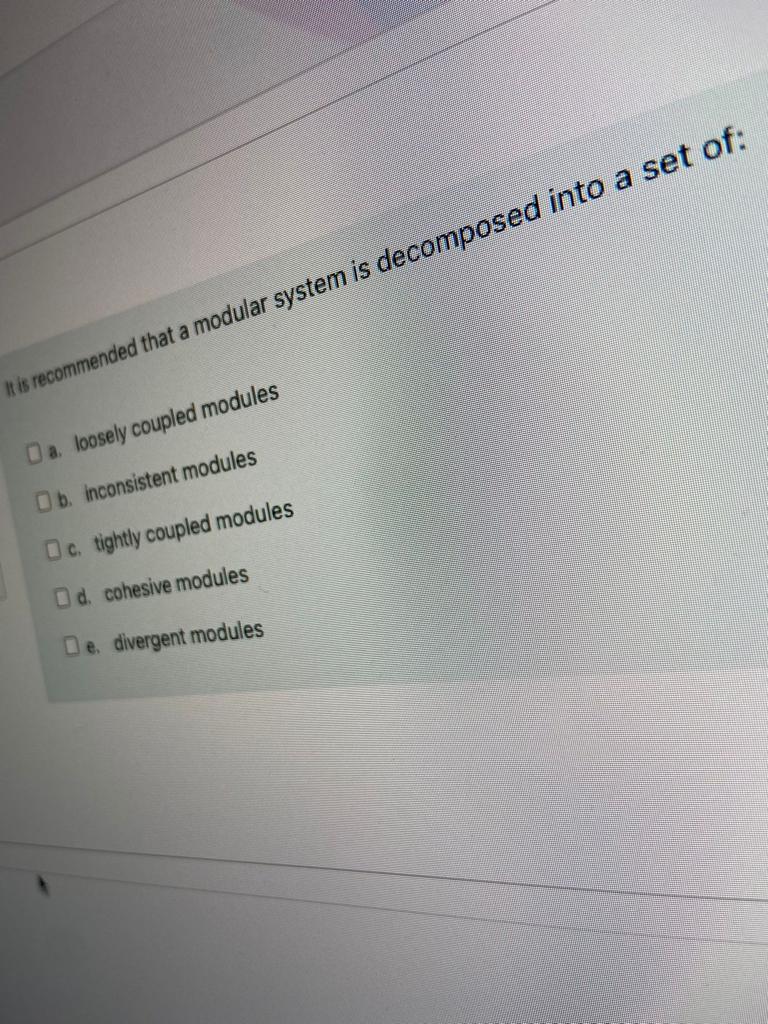 It is recommended that a modular system is decomposed into a set of:
a. loosely coupled modules
b. inconsistent modules
c. tightly coupled modules
d. cohesive modules
e. divergent modules